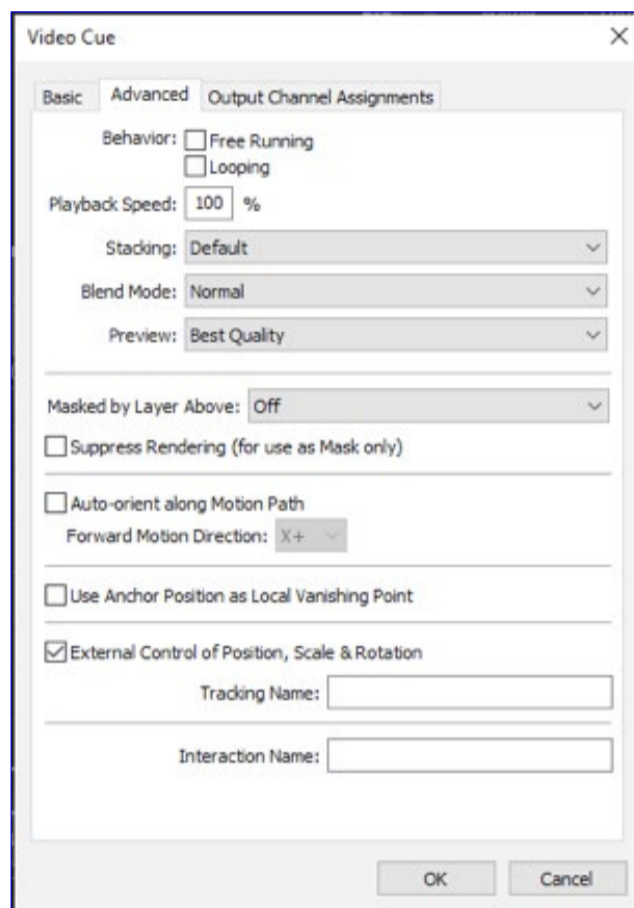 Video Cue
Basic Advanced Output Channel Assignments
Behavior: Free Running
Looping
Playback Speed: 100 %
Stacking: Default
Blend Mode: Normal
Preview: Best Quality
Masked by Layer Above: Off
Suppress Rendering (for use as Mask only)
Auto-orient along Motion Path
Forward Motion Direction: X+
Use Anchor Position as Local Vanishing Point
External Control of Position, Scale & Rotation
Tracking Name:
Interaction Name:
OK Cancel